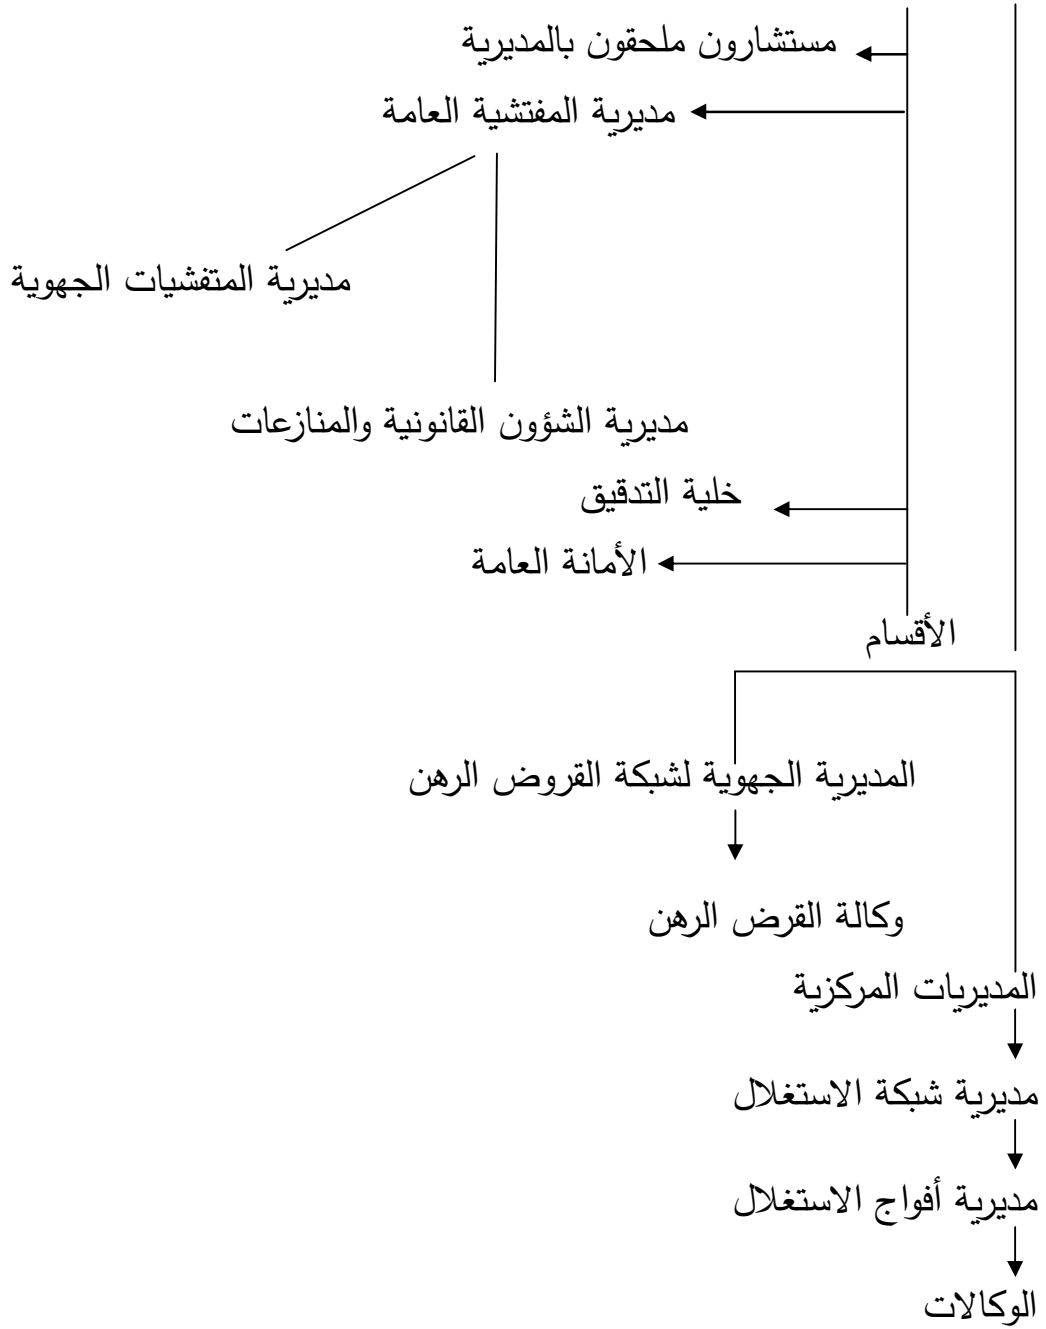 مستشارون ملحقون بالمديرية
مديرية المفتشية العامة
مديرية المتفشيات الجهوية
مديرية الشؤون القانونية والمنازعات
خلية التدقيق
الأمانة العامة
الأقسام
المديرية الجهوية لشبكة القروض الرهن
وكالة القرض الرهن
المديريات المركزية
مديرية شبكة الاستغلال
مديرية أفواج الاستغلال
الوكالات